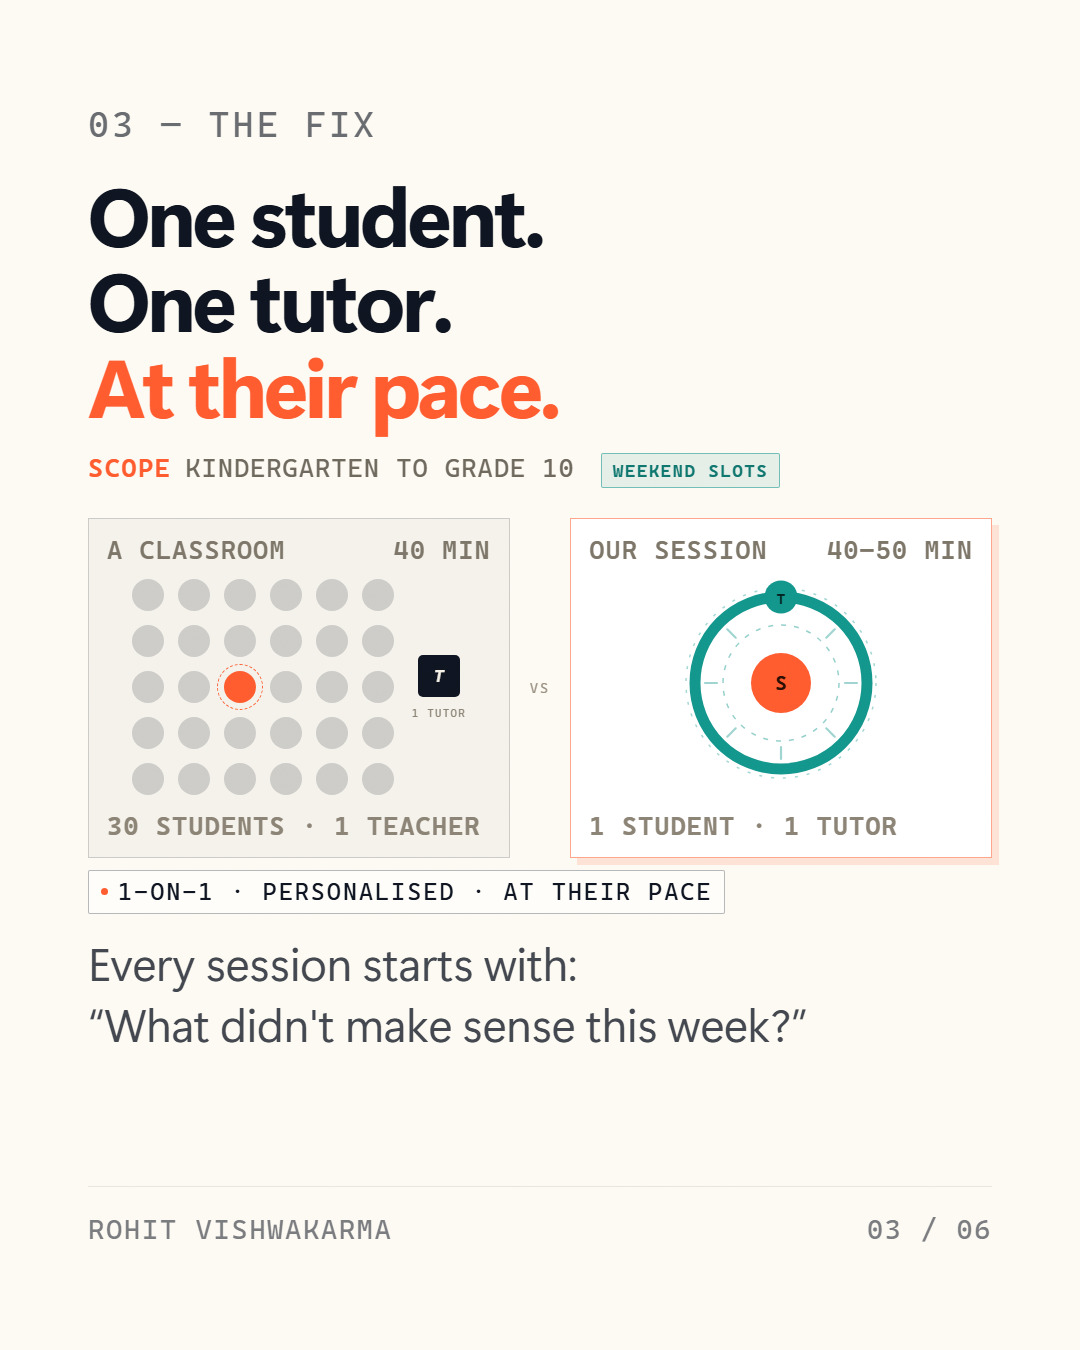 03 — THE FIX
One student.
One tutor.
At their pace.
SCOPE KINDERGARTEN TO GRADE 10 WEEKEND SLOTS
A CLASSROOM 40 MIN
T
1 TUTOR
30 STUDENTS · 1 TEACHER
VS
OUR SESSION 40–50 MIN
T
S
1 STUDENT · 1 TUTOR
1–ON–1 · PERSONALISED · AT THEIR PACE
Every session starts with:
“What didn't make sense this week?”
ROHIT VISHWAKARMA 03 / 06